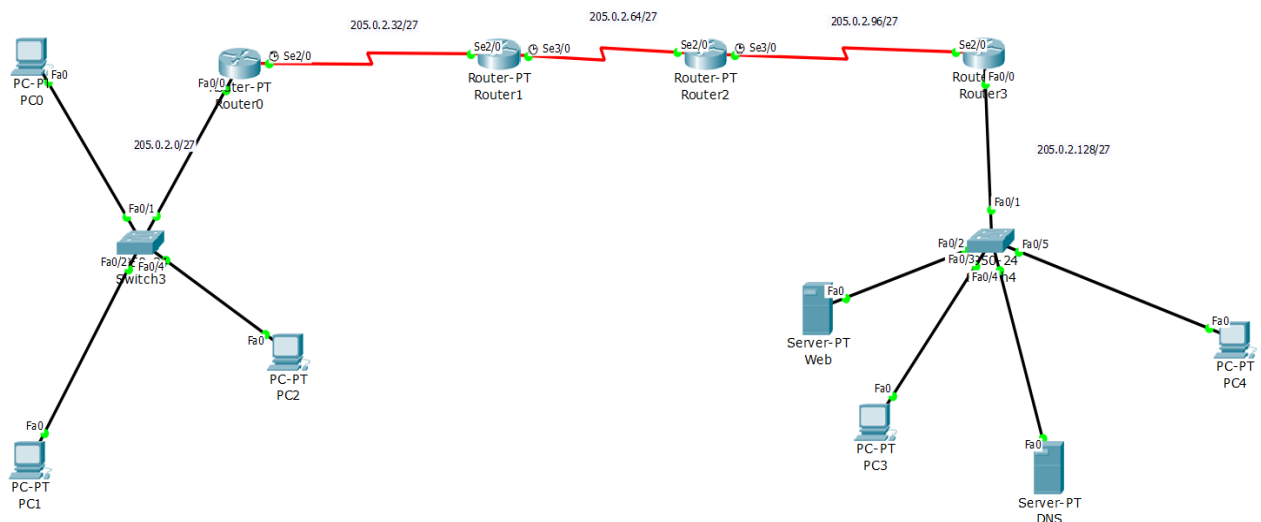 205.0.2.32/27
205.0.2.64/27
205.0.2.96/27
Se2/0
Se2/0
Se3/0
Se2/0
Se3/0
Se2/0
Fa0
PC-PT
PC0
Fa0/0
Router0
Router-PT
Router1
Router-PT
Router2
Fa0/0
Router3
205.0.2.0/27
205.0.2.128/27
Fa0/1
Fa0/2
Fa0/4
Switch3
Fa0/1
Fa0/2
Fa0/5
Fa0/3
Fa0/4
Fa0
Server-PT
Web
Fa0
PC-PT
PC2
Fa0
PC-PT
PC4
Fa0
PC-PT
PC3
Fa0
PC-PT
PC1
Fa0
Server-PT
DNS